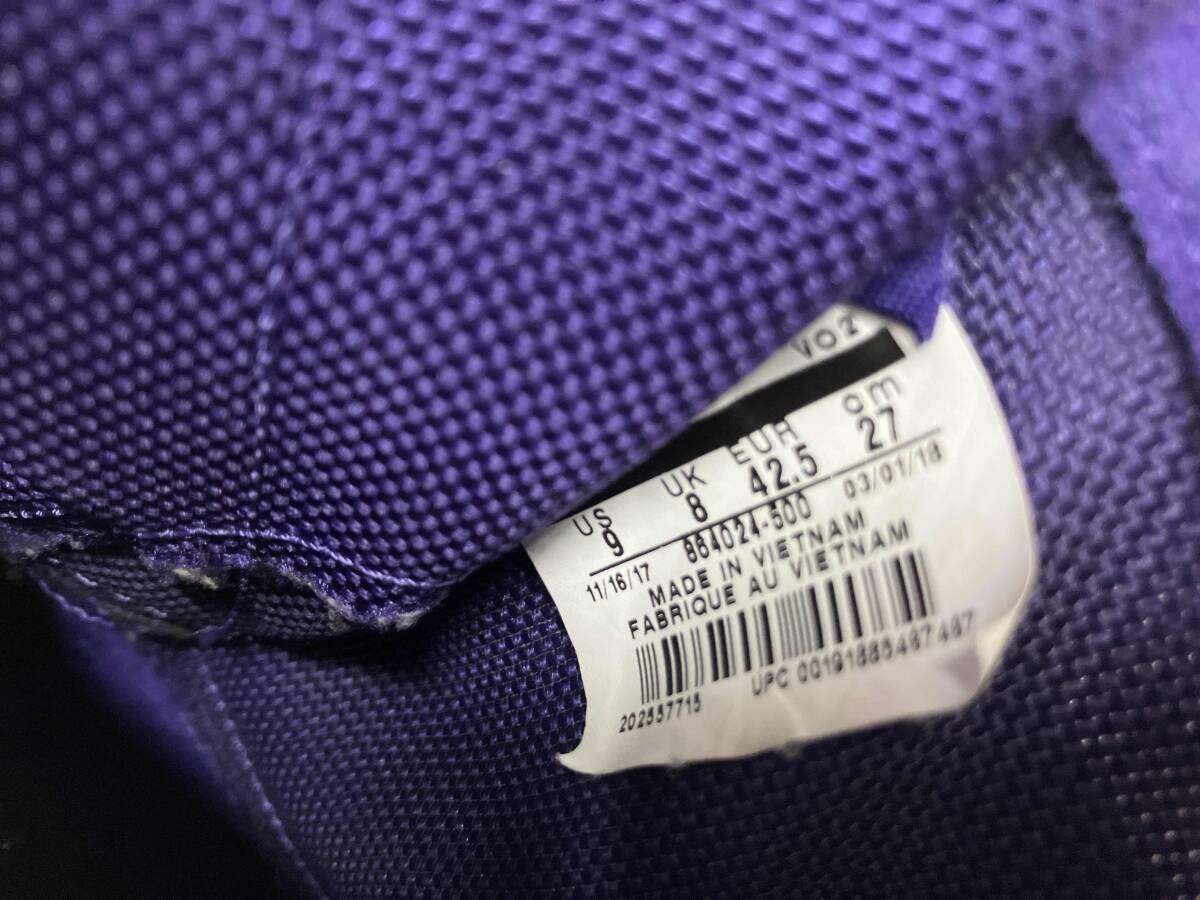 VO2
US UK EUR cm
9 8 42.5 27
11/16/17 864024-500 03/01/18
MADE IN VIETNAM
FABRIQUE AU VIETNAM
202557715 UPC 00191885487487